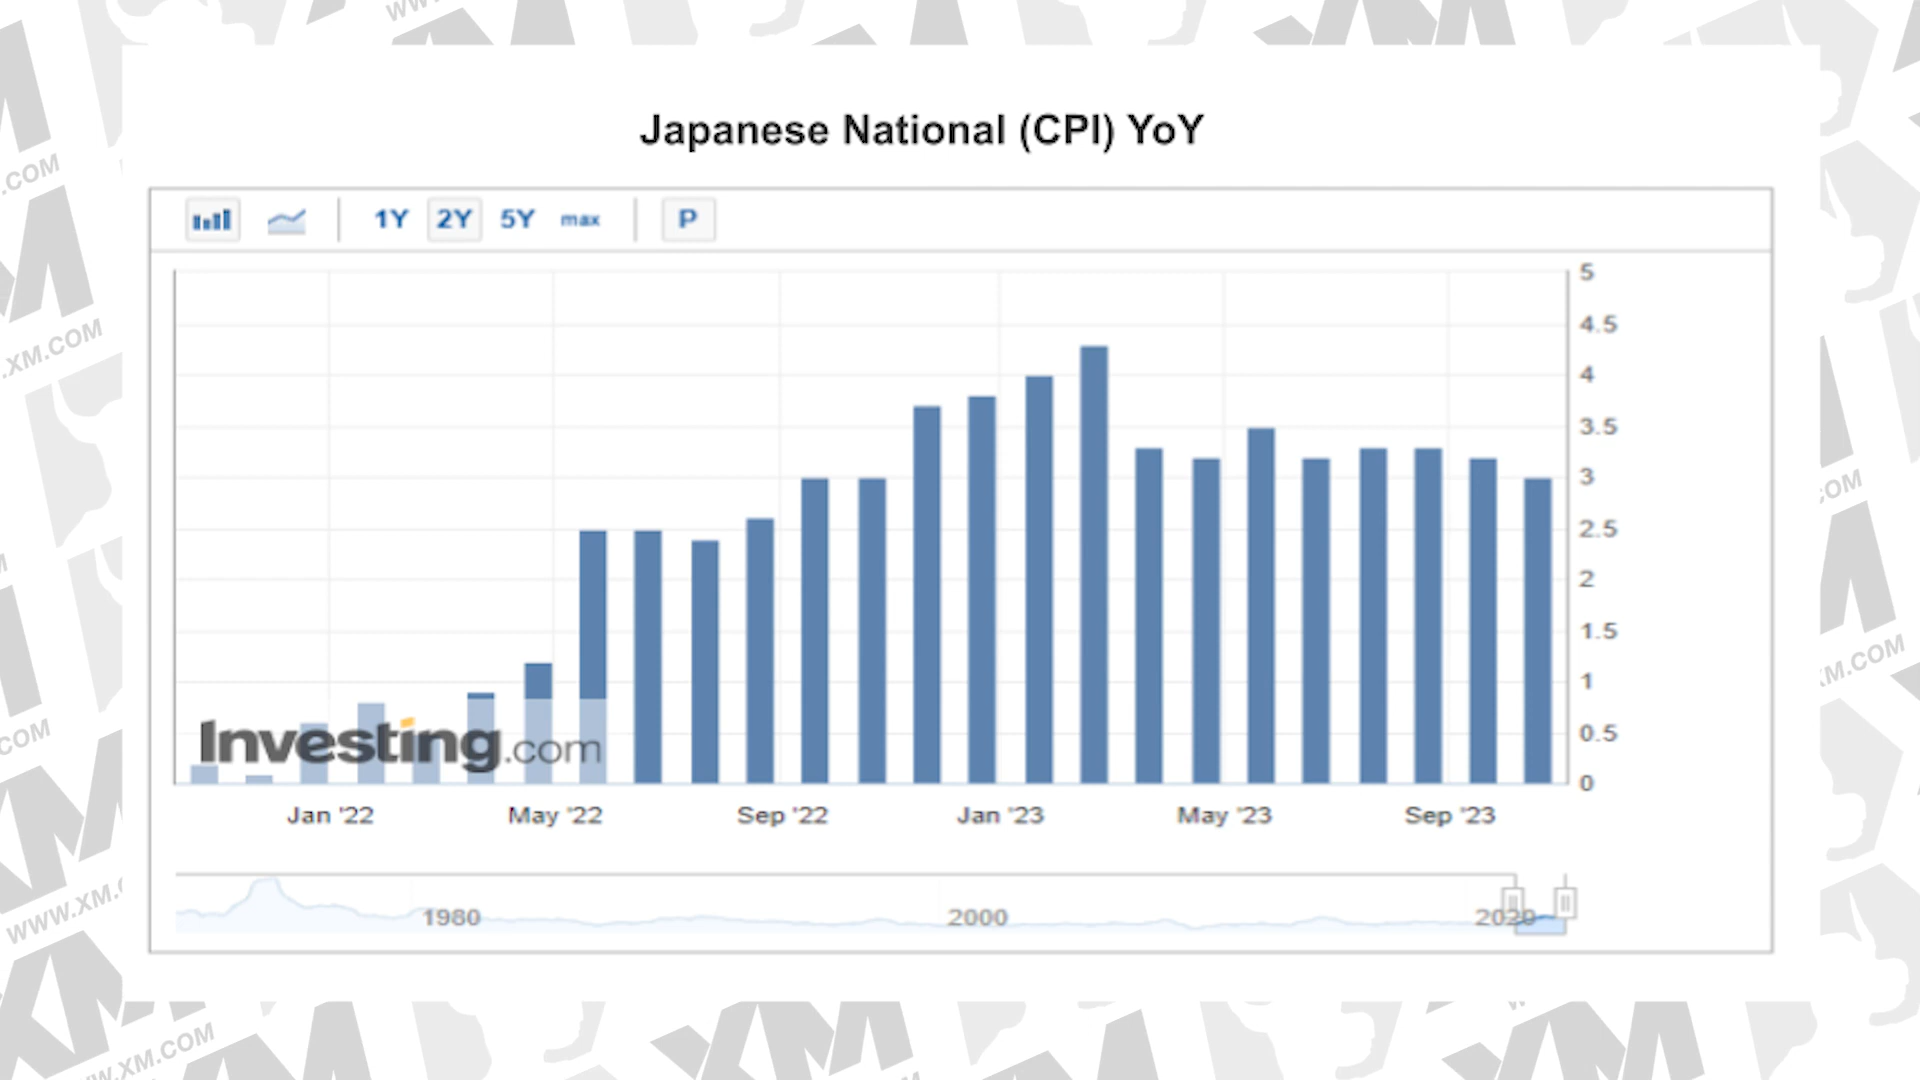 Japanese National (CPI) YoY
1Y 2Y 5Y max P
5
4.5
4
3.5
3
2.5
2
1.5
1
0.5
0
Investing.com
Jan '22 May '22 Sep '22 Jan '23 May '23 Sep '23
1980 2000 2020
.COM
.XM.COM
COM
WWW.XM.
WW.XM.COM
COM
M.COM